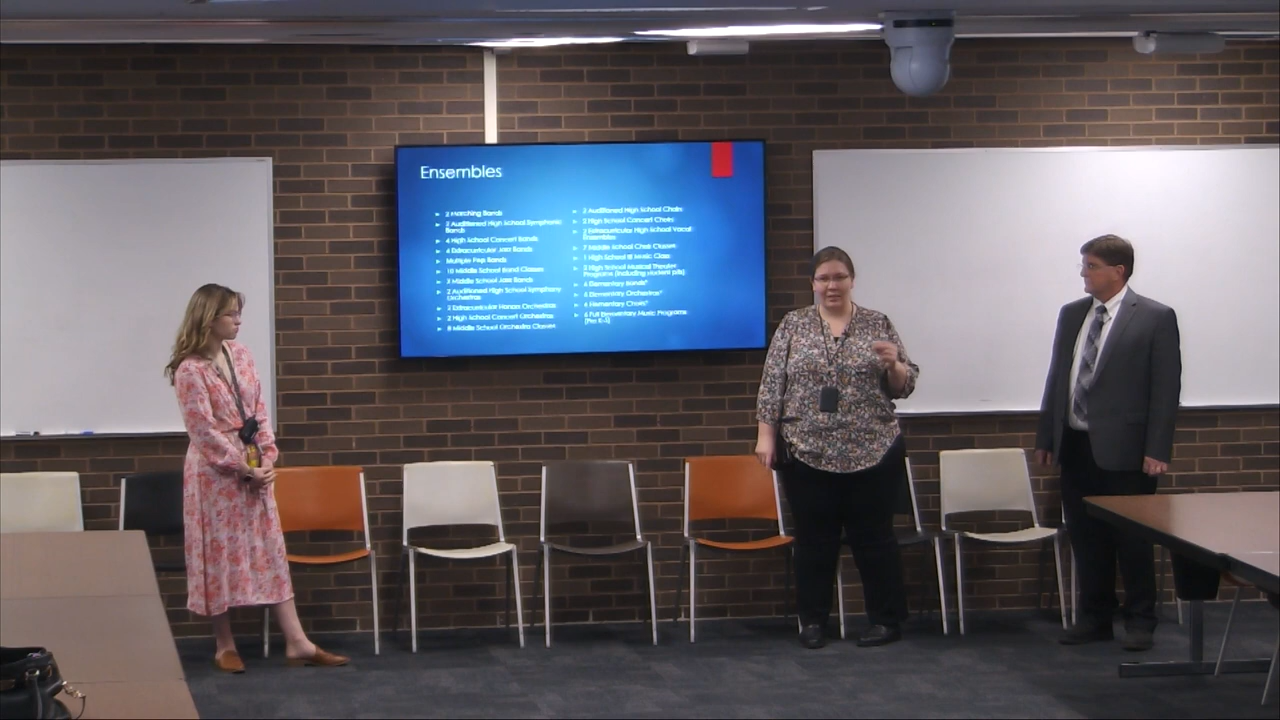 Ensembles
2 Marching Bands
2 Auditioned High School Symphonic
Bands
4 High School Concert Bands
4 Extracurricular Jazz Bands
Multiple Pep Bands
10 Middle School Band Classes
3 Middle School Jazz Bands
2 Auditioned High School Symphony
Orchestras
2 Extracurricular Honors Orchestras
2 High School Concert Orchestras
8 Middle School Orchestra Classes
2 Auditioned High School Choirs
2 High School Concert Choirs
2 Extracurricular High School Vocal
Ensembles
7 Middle School Choir Classes
1 High School IB Music Class
2 High School Musical Theater
Programs (including student pits)
6 Elementary Bands*
6 Elementary Orchestras*
6 Elementary Choirs*
6 Full Elementary Music Programs
(Pre K-5)